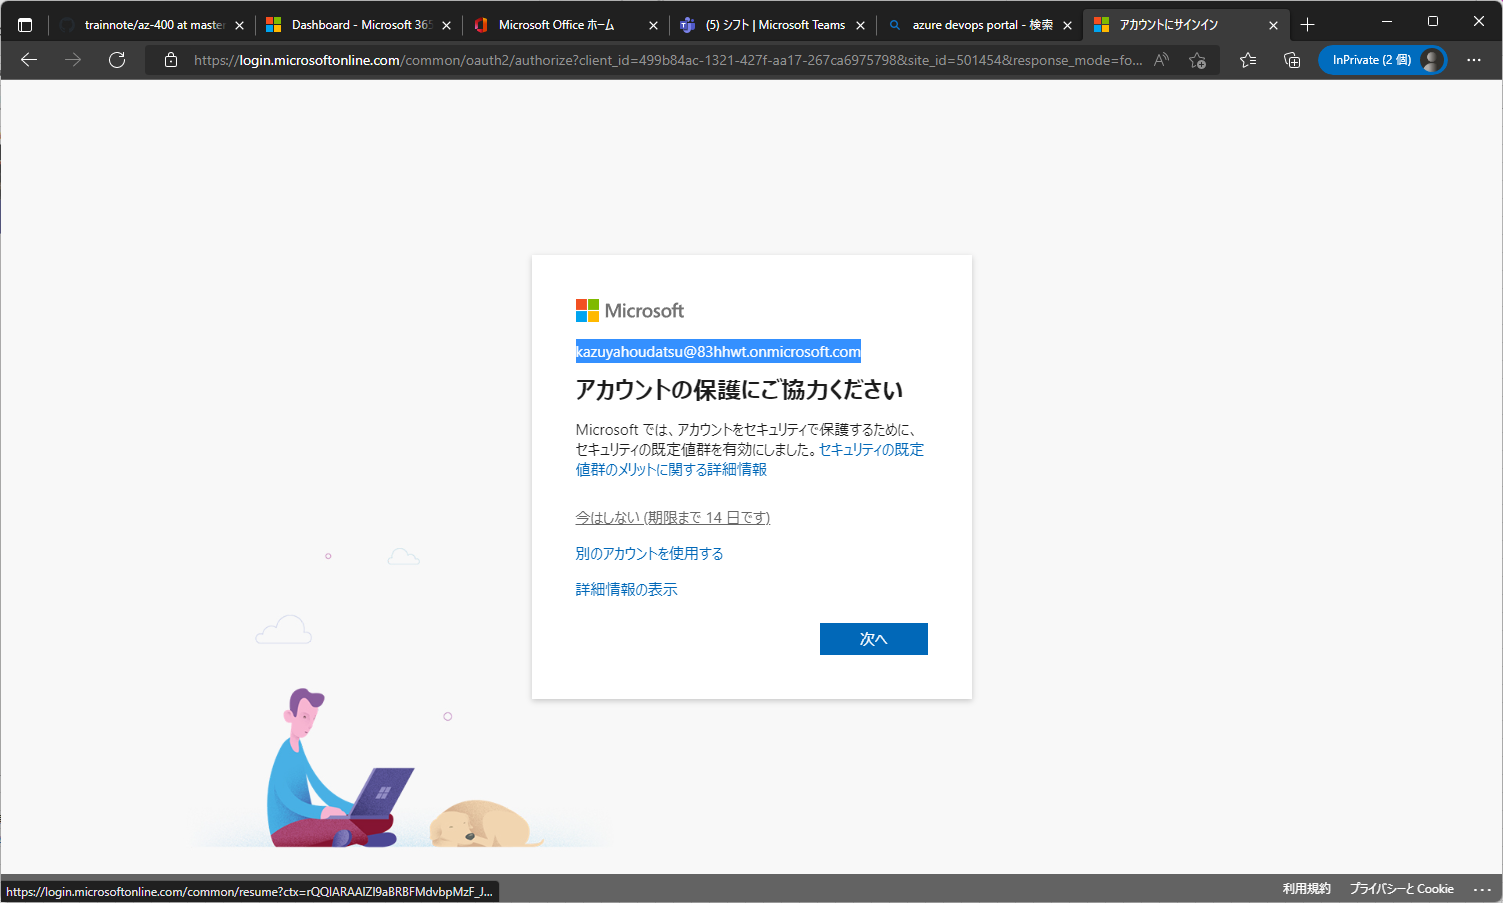 trainnote/az-400 at master
Dashboard - Microsoft 365
Microsoft Office ホーム
(5) シフト | Microsoft Teams
azure devops portal - 検索
アカウントにサインイン
https://login.microsoftonline.com/common/oauth2/authorize?client_id=499b84ac-1321-427f-aa17-267ca6975798&site_id=501454&response_mode=fo...
InPrivate (2 個)
Microsoft
kazuyahoudatsu@83hhwt.onmicrosoft.com
アカウントの保護にご協力ください
Microsoft では、アカウントをセキュリティで保護するために、
セキュリティの既定値群を有効にしました。セキュリティの既定
値群のメリットに関する詳細情報
今はしない (期限まで 14 日です)
別のアカウントを使用する
詳細情報の表示
次へ
https://login.microsoftonline.com/common/resume?ctx=rQQIARAAIZI9aBRBFMdvbpMzF_J...
利用規約
プライバシーと Cookie
...